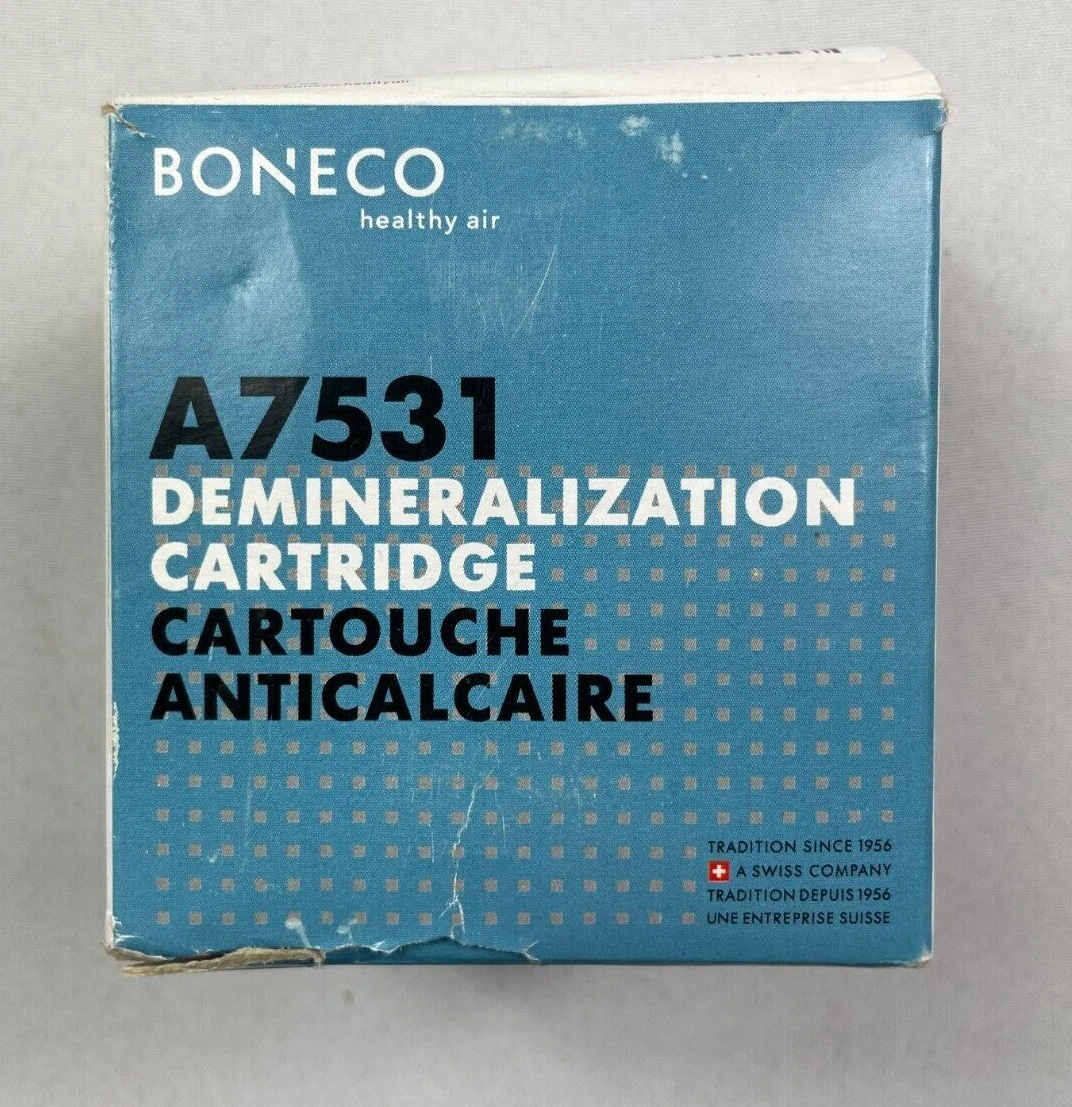 BONECO
healthy air
A7531
DEMINERALIZATION
CARTRIDGE
CARTOUCHE
ANTICALCAIRE
TRADITION SINCE 1956
A SWISS COMPANY
TRADITION DEPUIS 1956
UNE ENTREPRISE SUISSE